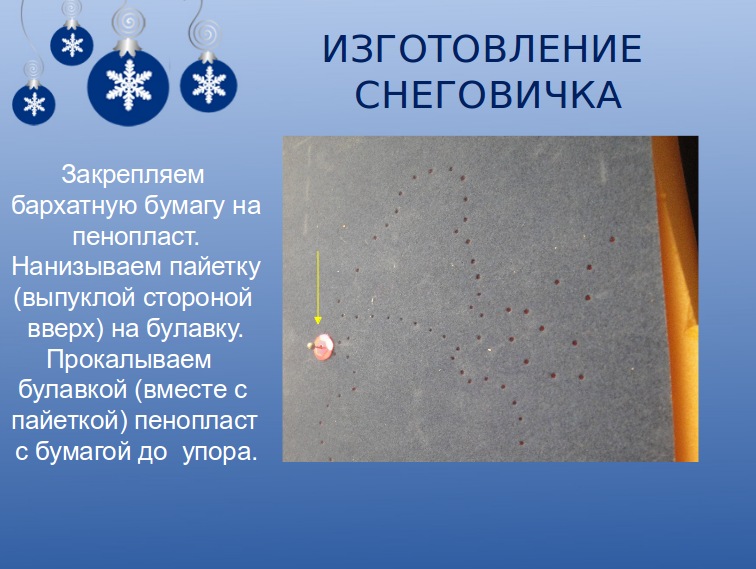 ИЗГОТОВЛЕНИЕ
СНЕГОВИЧКА
Закрепляем
бархатную бумагу на
пенопласт.
Нанизываем пайетку
(выпуклой стороной
вверх) на булавку.
Прокалываем
булавкой (вместе с
пайеткой) пенопласт
с бумагой до упора.